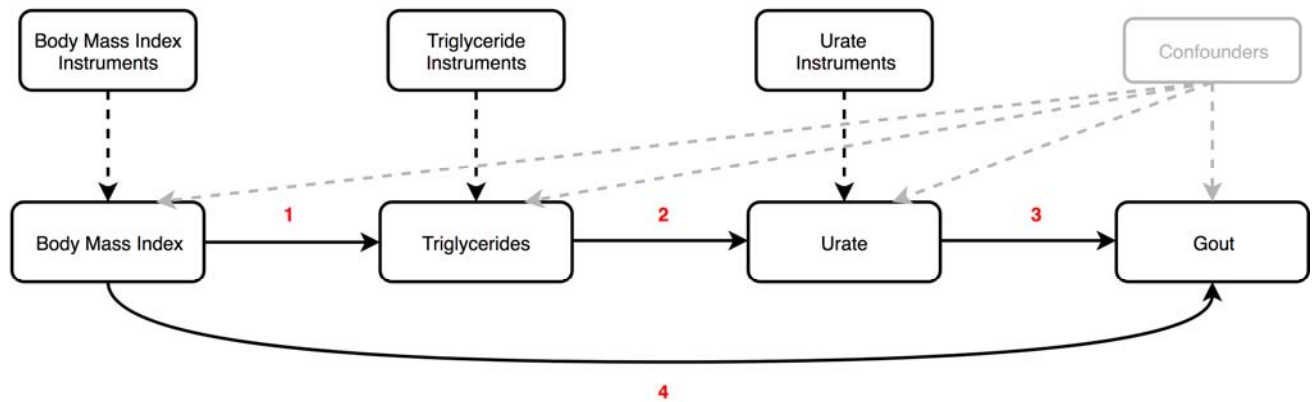 Body Mass Index
Instruments
Triglyceride
Instruments
Urate
Instruments
Confounders
1
2
3
Body Mass Index
Triglycerides
Urate
Gout
4